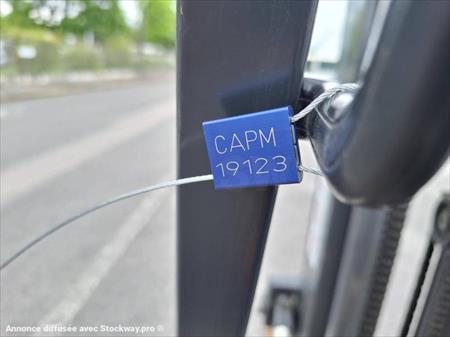 CAPM
19123
Annonce diffusée avec Stockway.pro ®